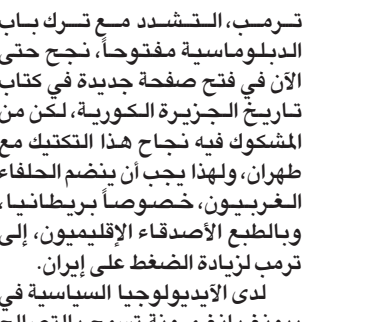 ترمب، التشدد مع ترك باب
الدبلوماسية مفتوحاً، نجح حتى
الآن في فتح صفحة جديدة في كتاب
تاريخ الجزيرة الكورية، لكن من
المشكوك فيه نجاح هذا التكتيك مع
طهران، ولهذا يجب أن ينضم الحلفاء
الغربيون، خصوصاً بريطانيا،
وبالطبع الأصدقاء الإقليميون، إلى
ترمب لزيادة الضغط على إيران.
لدى الآيديولوجيا السياسية في